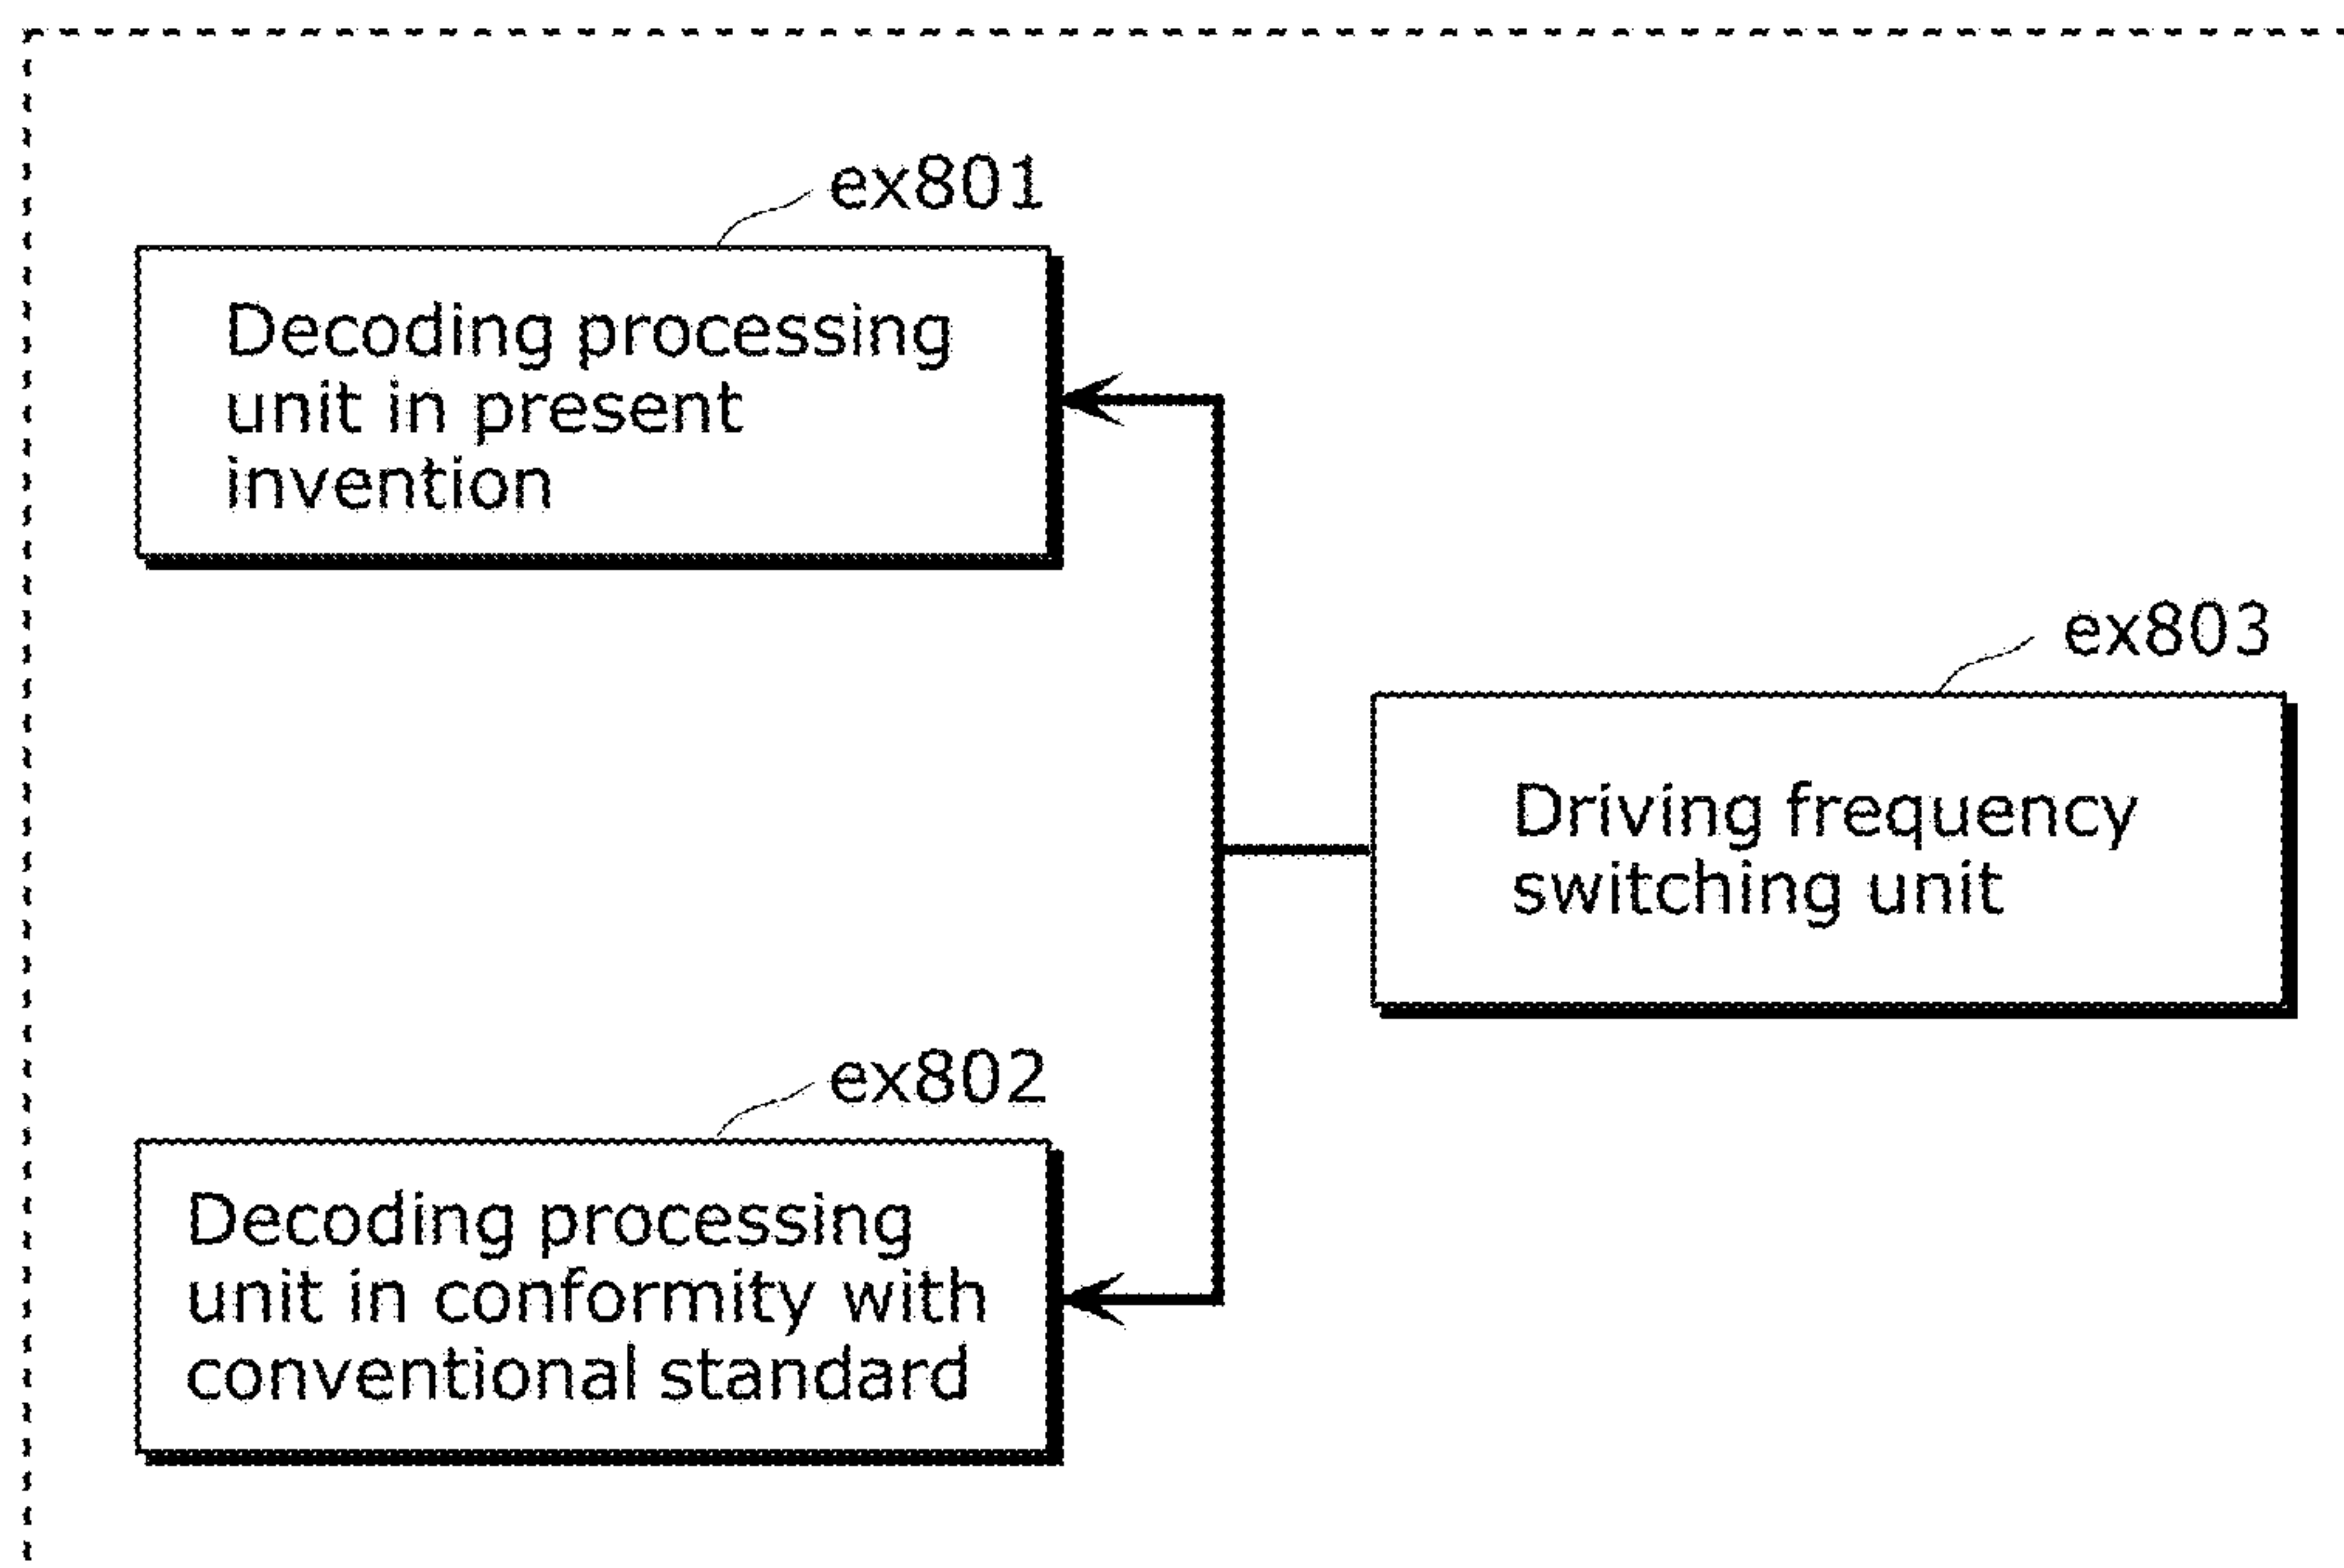 ex801
Decoding processing
unit in present
invention
ex803
Driving frequency
switching unit
ex802
Decoding processing
unit in conformity with
conventional standard